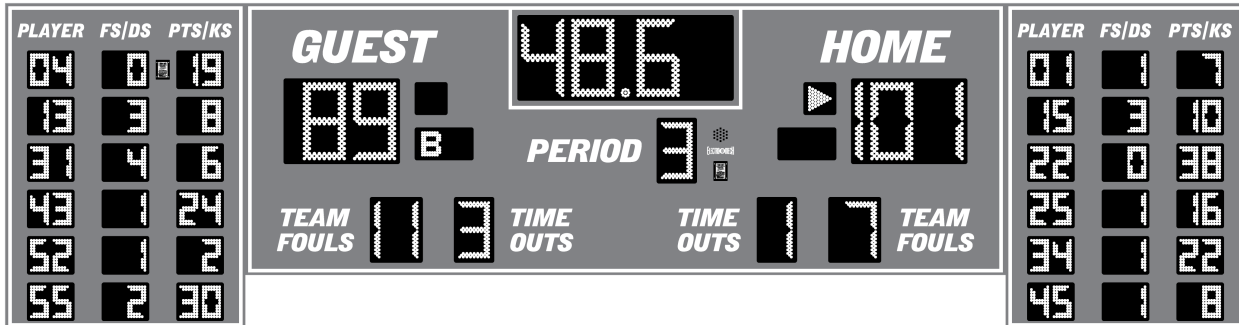 PLAYER FS/DS PTS/KS
04 0 19
13 3 8
31 4 6
43 1 24
52 1 2
55 2 30
48.6
GUEST HOME
89 101
B
PERIOD 3
TEAM FOULS 11 3 TIME OUTS
TIME OUTS 1 7 TEAM FOULS
PLAYER FS/DS PTS/KS
01 1 7
15 3 10
22 0 38
25 1 16
34 1 22
45 1 8